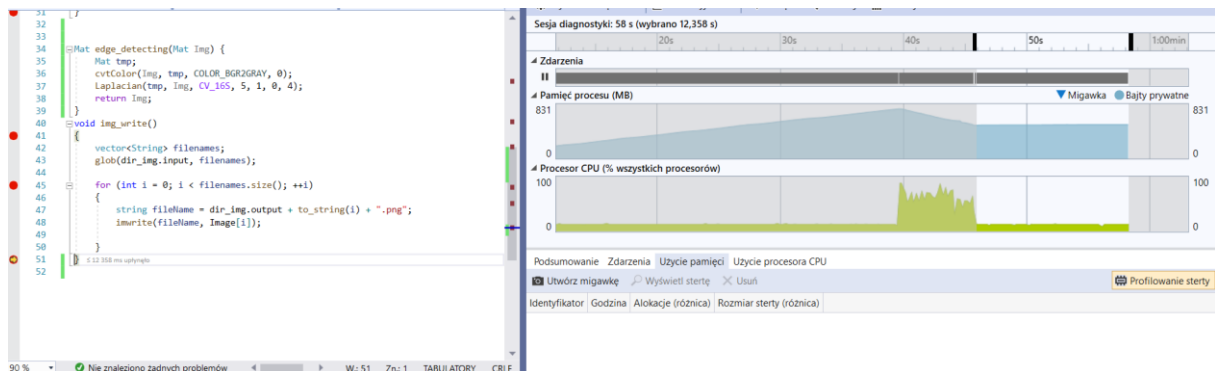 31 }
32
33
34 Mat edge_detecting(Mat Img) {
35 Mat tmp;
36 cvtColor(Img, tmp, COLOR_BGR2GRAY, 0);
37 Laplacian(tmp, Img, CV_16S, 5, 1, 0, 4);
38 return Img;
39 }
40 void img_write()
41 {
42 vector<String> filenames;
43 glob(dir_img.input, filenames);
44
45 for (int i = 0; i < filenames.size(); ++i)
46 {
47 string fileName = dir_img.output + to_string(i) + ".png";
48 imwrite(fileName, Image[i]);
49
50 }
51 } ≤ 12 358 ms upłynęło
52
90 % Nie znaleziono żadnych problemów W.: 51 Zn.: 1 TABULATORY CRLF
Sesja diagnostyki: 58 s (wybrano 12,358 s)
20s 30s 40s 50s 1:00min
Zdarzenia
Pamięć procesu (MB) Migawka Bajty prywatne
831 831
0 0
Procesor CPU (% wszystkich procesorów)
100 100
0 0
Podsumowanie Zdarzenia Użycie pamięci Użycie procesora CPU
Utwórz migawkę Wyświetl stertę Usuń Profilowanie sterty
Identyfikator Godzina Alokacje (różnica) Rozmiar sterty (różnica)